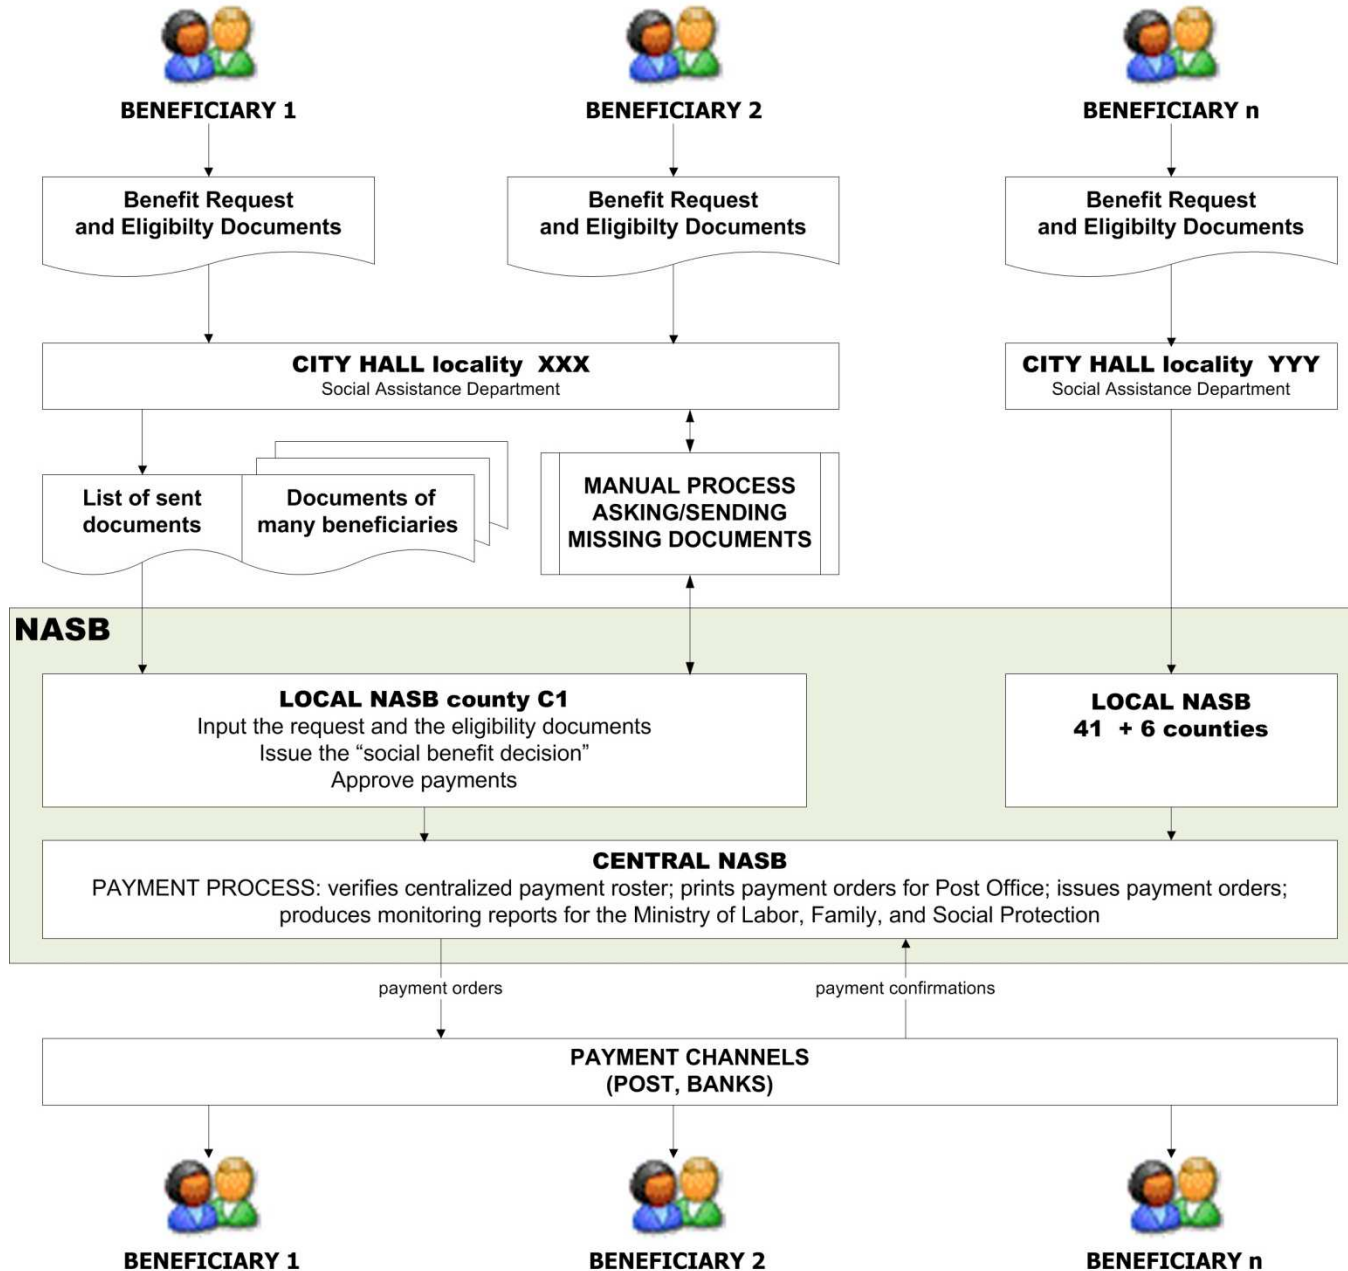 BENEFICIARY 1
BENEFICIARY 2
BENEFICIARY n
Benefit Request
and Eligibilty Documents
Benefit Request
and Eligibilty Documents
Benefit Request
and Eligibilty Documents
CITY HALL locality XXX
Social Assistance Department
CITY HALL locality YYY
Social Assistance Department
List of sent
documents
Documents of
many beneficiaries
MANUAL PROCESS
ASKING/SENDING
MISSING DOCUMENTS
NASB
LOCAL NASB county C1
Input the request and the eligibility documents
Issue the “social benefit decision”
Approve payments
LOCAL NASB
41 + 6 counties
CENTRAL NASB
PAYMENT PROCESS: verifies centralized payment roster; prints payment orders for Post Office; issues payment orders;
produces monitoring reports for the Ministry of Labor, Family, and Social Protection
payment orders
payment confirmations
PAYMENT CHANNELS
(POST, BANKS)
BENEFICIARY 1
BENEFICIARY 2
BENEFICIARY n